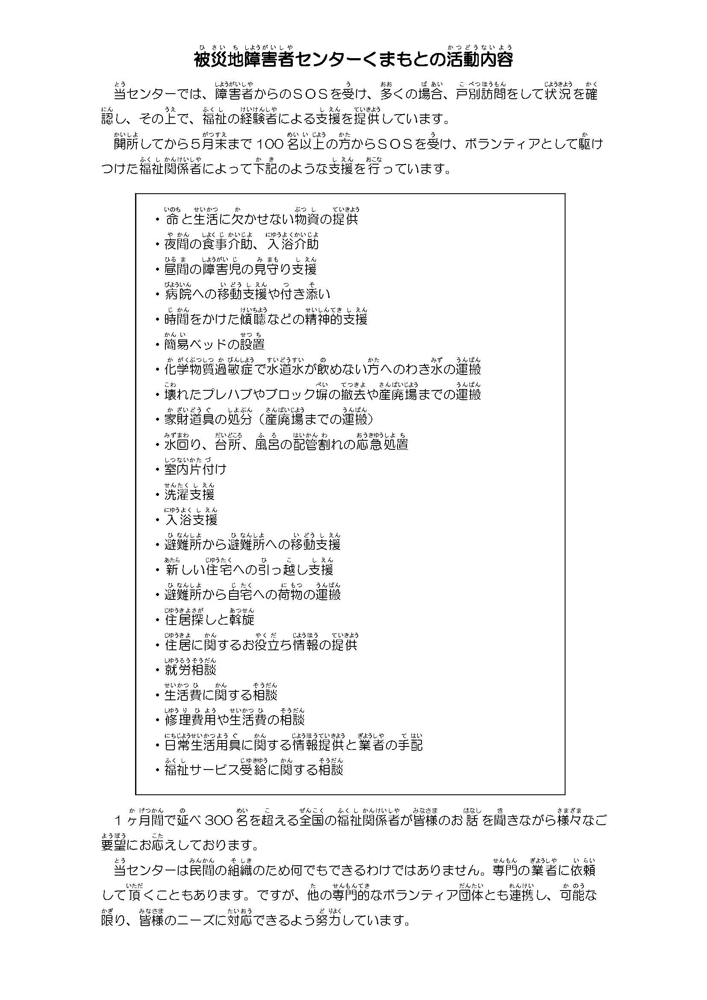 被災地障害者センターくまもとの活動内容
当センターでは、障害者からのＳＯＳを受け、多くの場合、戸別訪問をして状況を確
認し、その上で、福祉の経験者による支援を提供しています。
開所してから５月末まで100名以上の方からＳＯＳを受け、ボランティアとして駆け
つけた福祉関係者によって下記のような支援を行っています。
・命と生活に欠かせない物資の提供
・夜間の食事介助、入浴介助
・昼間の障害児の見守り支援
・病院への移動支援や付き添い
・時間をかけた傾聴などの精神的支援
・簡易ベッドの設置
・化学物質過敏症で水道水が飲めない方へのわき水の運搬
・壊れたプレハブやブロック塀の撤去や産廃場までの運搬
・家財道具の処分（産廃場までの運搬）
・水回り、台所、風呂の配管割れの応急処置
・室内片付け
・洗濯支援
・入浴支援
・避難所から避難所への移動支援
・新しい住宅への引っ越し支援
・避難所から自宅への荷物の運搬
・住居探しと斡旋
・住居に関するお役立ち情報の提供
・就労相談
・生活費に関する相談
・修理費用や生活費の相談
・日常生活用具に関する情報提供と業者の手配
・福祉サービス受給に関する相談
１ヶ月間で延べ300名を超える全国の福祉関係者が皆様のお話を聞きながら様々なご
要望にお応えしております。
当センターは民間の組織のため何でもできるわけではありません。専門の業者に依頼
して頂くこともあります。ですが、他の専門的なボランティア団体とも連携し、可能な
限り、皆様のニーズに対応できるよう努力しています。